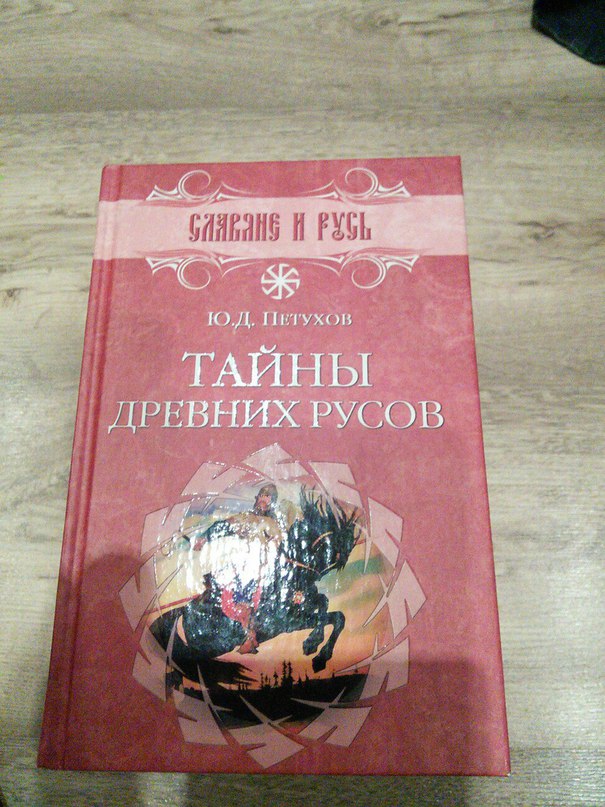 СЛАВЯНЕ И РУСЬ
Ю.Д. ПЕТУХОВ
ТАЙНЫ
ДРЕВНИХ РУСОВ